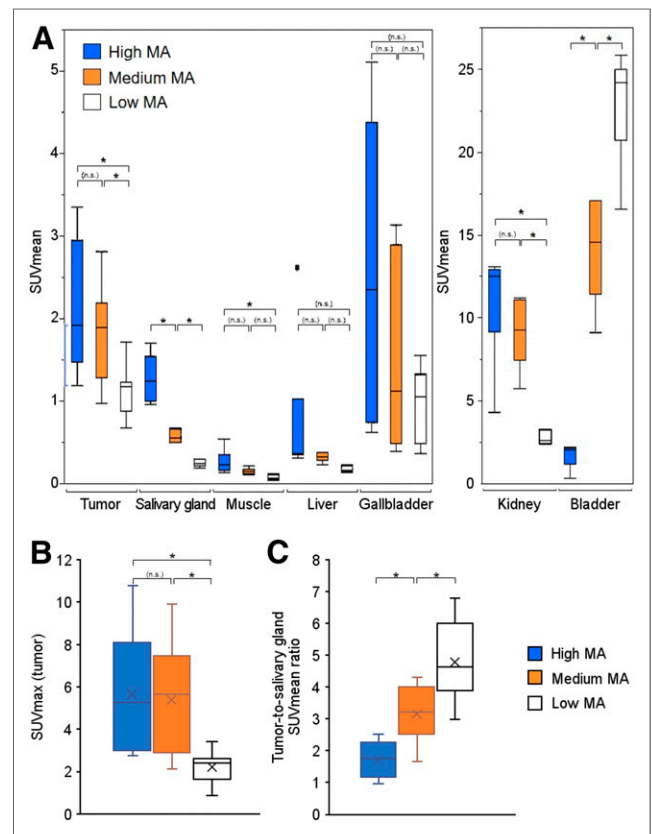 A
High MA
Medium MA
Low MA
SUVmean
5
4
3
2
1
0
*
(n.s.)
*
*
*
*
(n.s.)
(n.s.)
(n.s.)
(n.s.)
(n.s.)
(n.s.)
(n.s.)
(n.s.)
Tumor
Salivary gland
Muscle
Liver
Gallbladder
SUVmean
25
20
15
10
5
0
*
*
*
(n.s.)
*
Kidney
Bladder
B
SUVmax (tumor)
12
10
8
6
4
2
0
*
(n.s.)
*
C
Tumor-to-salivary gland
SUVmean ratio
8
7
6
5
4
3
2
1
0
*
*
High MA
Medium MA
Low MA